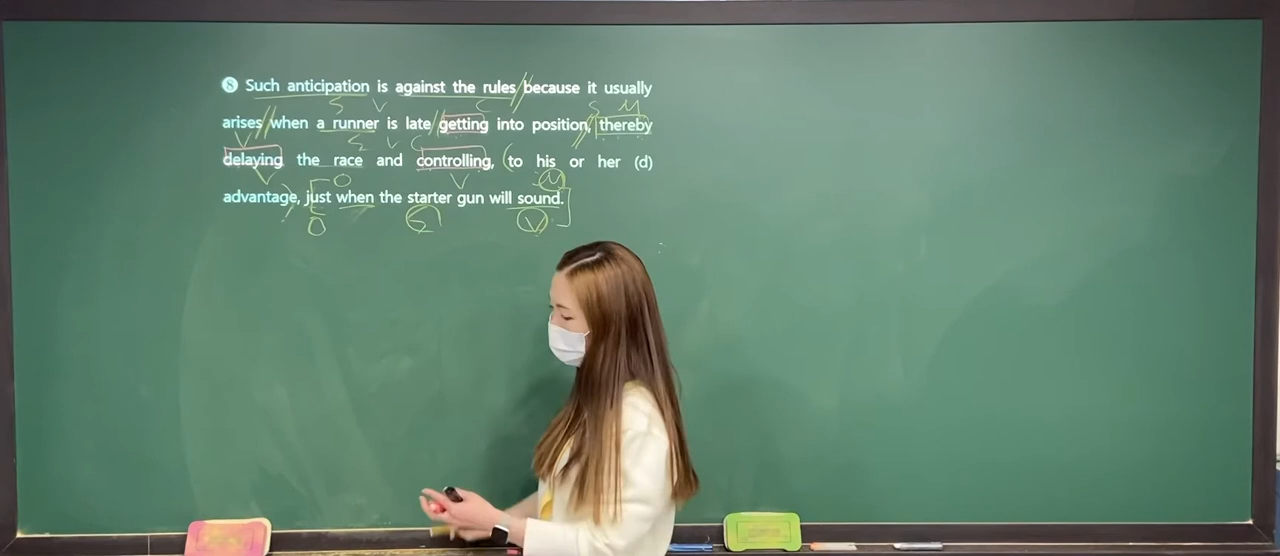 ⑧ Such anticipation is against the rules because it usually
S V C S M
arises when a runner is late getting into position, thereby
V S V C
delaying the race and controlling, to his or her (d)
V O V M
advantage, just when the starter gun will sound.
O S V